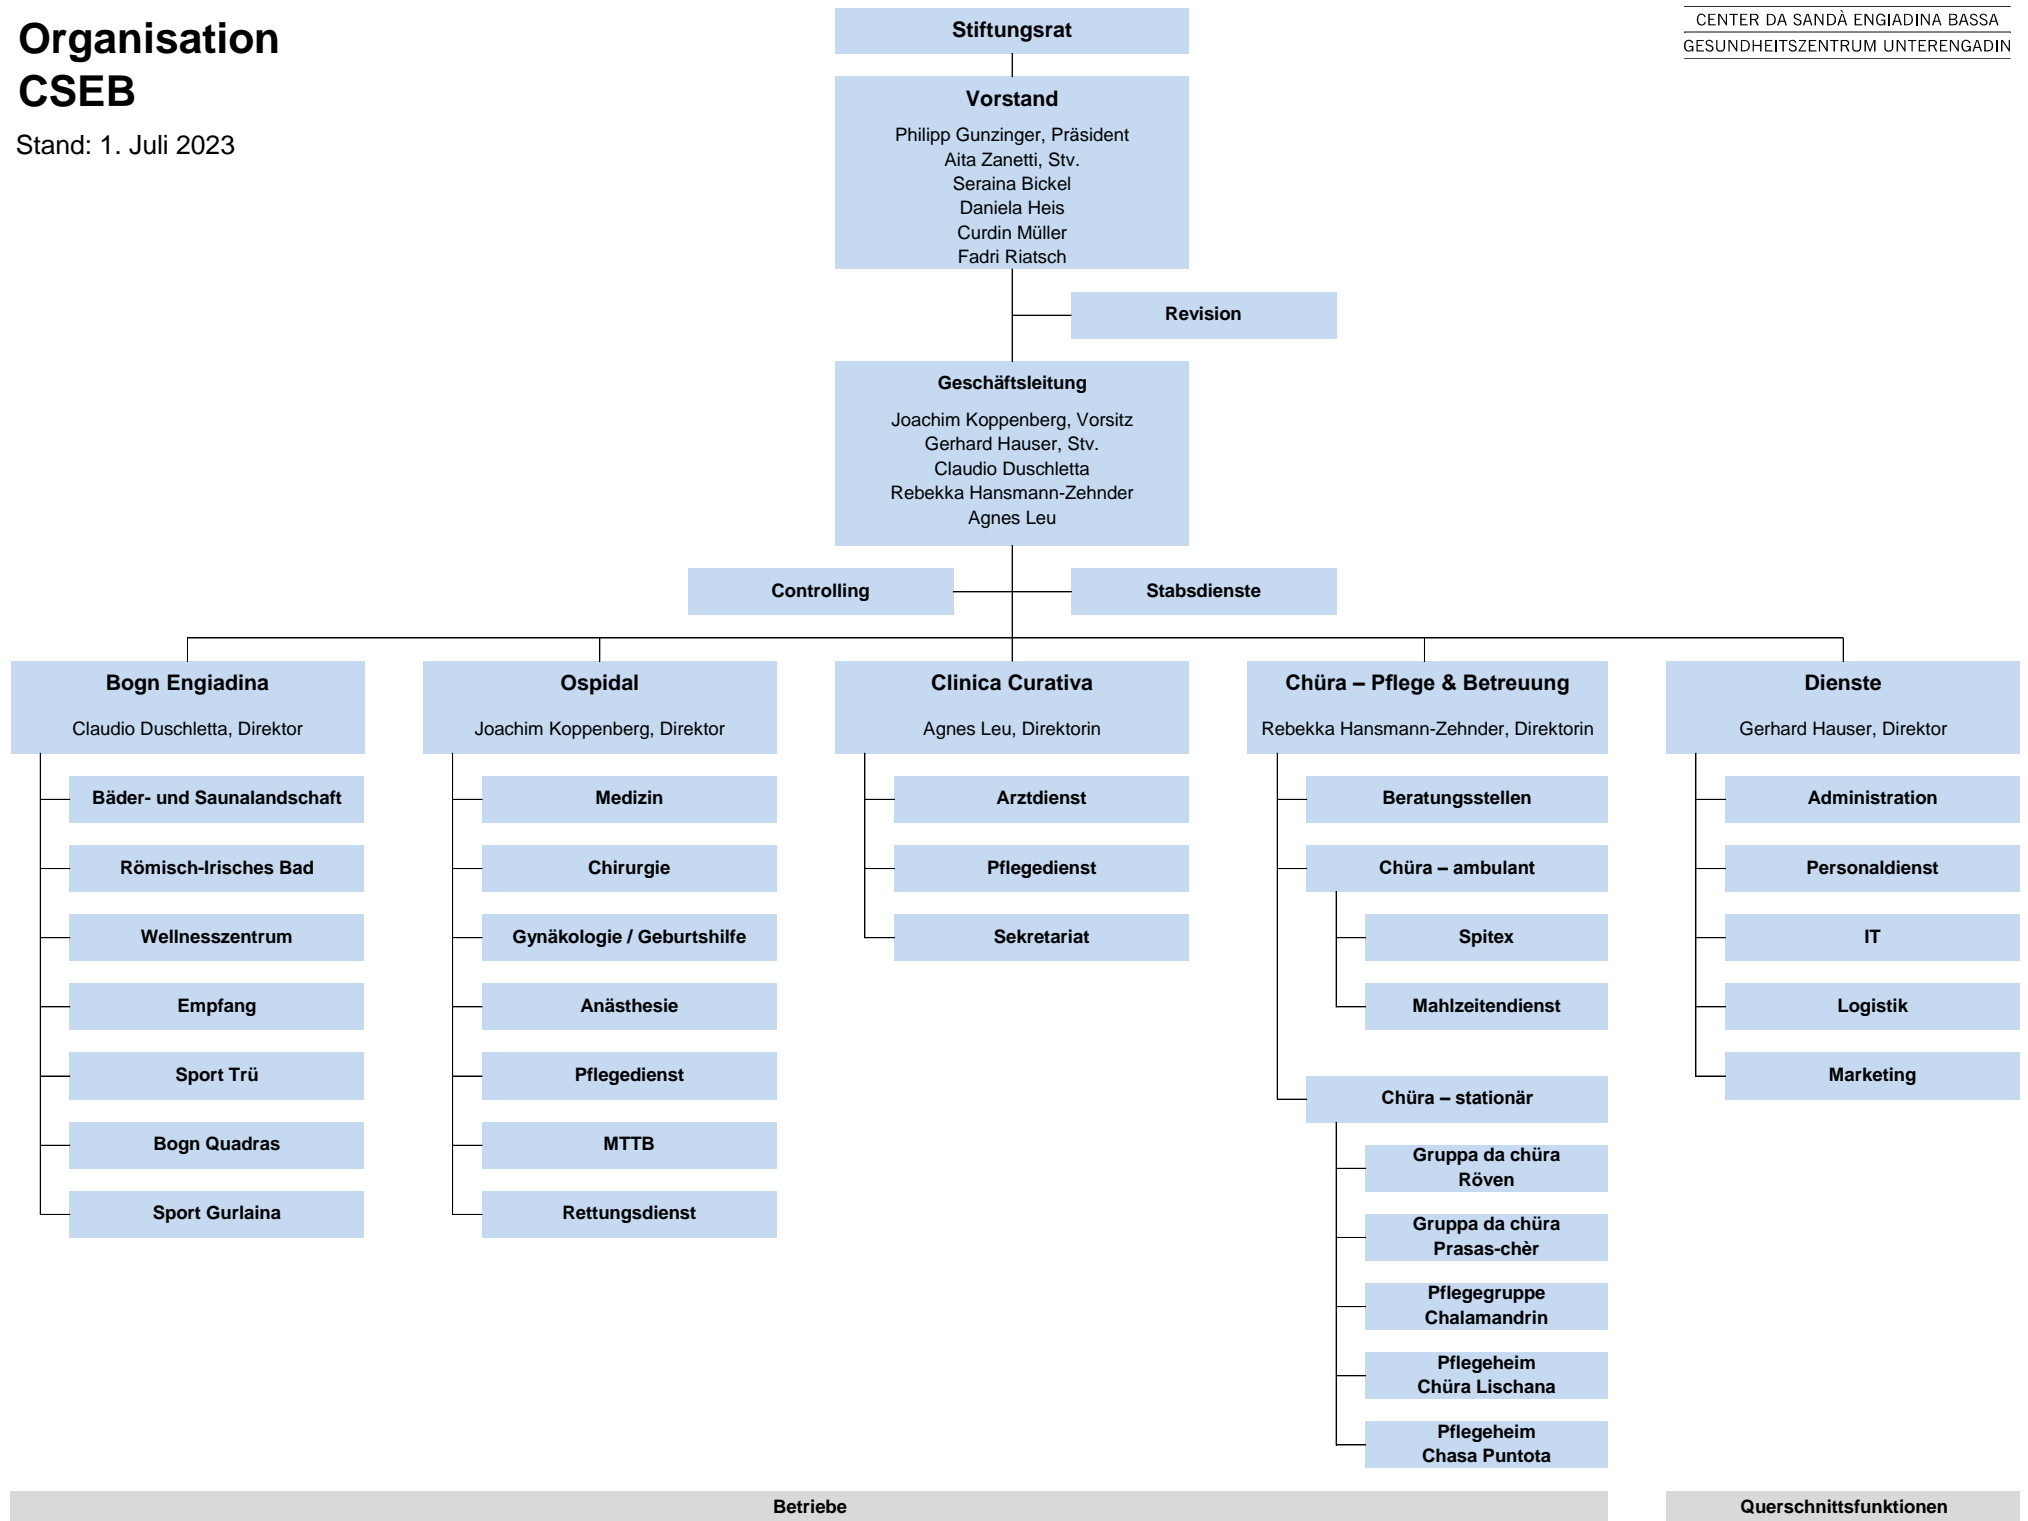 Organisation
CSEB
Stand: 1. Juli 2023
CENTER DA SANDÀ ENGIADINA BASSA
GESUNDHEITSZENTRUM UNTERENGADIN
Stiftungsrat
Vorstand
Philipp Gunzinger, Präsident
Aita Zanetti, Stv.
Seraina Bickel
Daniela Heis
Curdin Müller
Fadri Riatsch
Revision
Geschäftsleitung
Joachim Koppenberg, Vorsitz
Gerhard Hauser, Stv.
Claudio Duschletta
Rebekka Hansmann-Zehnder
Agnes Leu
Controlling
Stabsdienste
Bogn Engiadina
Claudio Duschletta, Direktor
Bäder- und Saunalandschaft
Römisch-Irisches Bad
Wellnesszentrum
Empfang
Sport Trü
Bogn Quadras
Sport Gurlaina
Ospidal
Joachim Koppenberg, Direktor
Medizin
Chirurgie
Gynäkologie / Geburtshilfe
Anästhesie
Pflegedienst
MTTB
Rettungsdienst
Clinica Curativa
Agnes Leu, Direktorin
Arztdienst
Pflegedienst
Sekretariat
Chüra – Pflege & Betreuung
Rebekka Hansmann-Zehnder, Direktorin
Beratungsstellen
Chüra – ambulant
Spitex
Mahlzeitendienst
Chüra – stationär
Gruppa da chüra
Röven
Gruppa da chüra
Prasas-chèr
Pflegegruppe
Chalamandrin
Pflegeheim
Chüra Lischana
Pflegeheim
Chasa Puntota
Dienste
Gerhard Hauser, Direktor
Administration
Personaldienst
IT
Logistik
Marketing
Betriebe
Querschnittsfunktionen